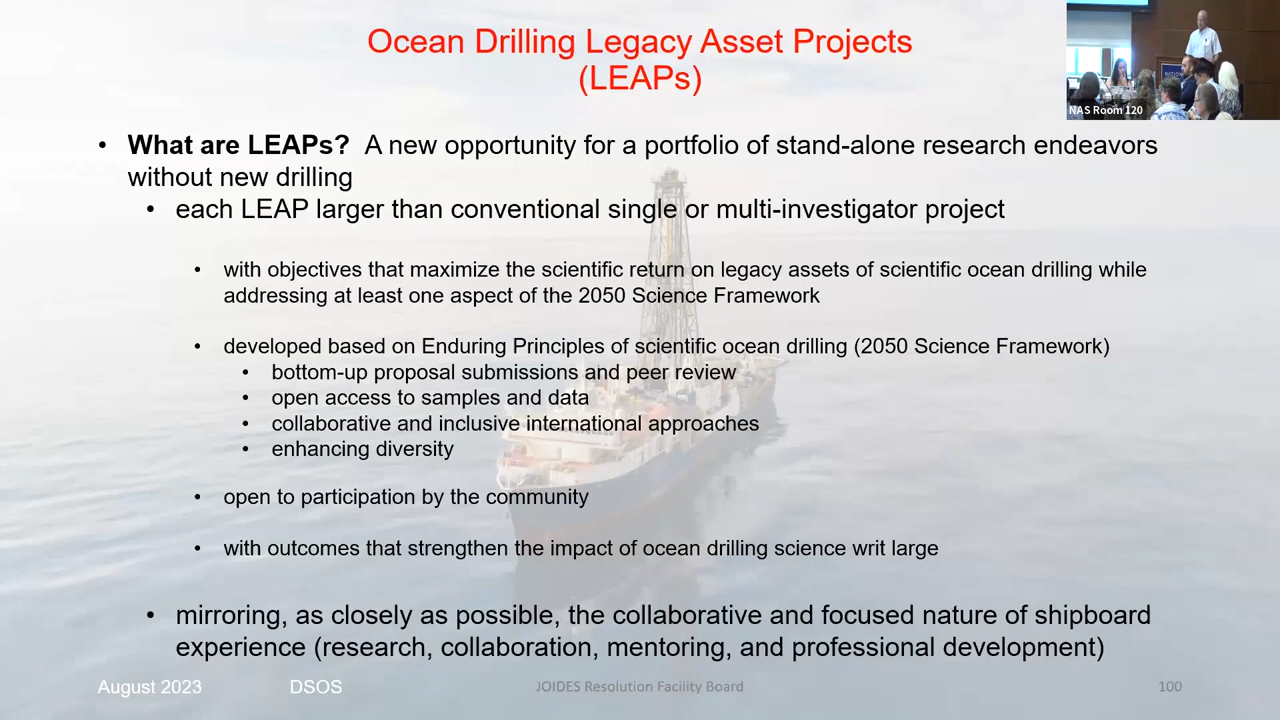 Ocean Drilling Legacy Asset Projects
(LEAPs)
NATION
NAS Room 120
• What are LEAPs? A new opportunity for a portfolio of stand-alone research endeavors
without new drilling
• each LEAP larger than conventional single or multi-investigator project
• with objectives that maximize the scientific return on legacy assets of scientific ocean drilling while
addressing at least one aspect of the 2050 Science Framework
• developed based on Enduring Principles of scientific ocean drilling (2050 Science Framework)
• bottom-up proposal submissions and peer review
• open access to samples and data
• collaborative and inclusive international approaches
• enhancing diversity
• open to participation by the community
• with outcomes that strengthen the impact of ocean drilling science writ large
• mirroring, as closely as possible, the collaborative and focused nature of shipboard
experience (research, collaboration, mentoring, and professional development)
August 2023 DSOS JOIDES Resolution Facility Board 100